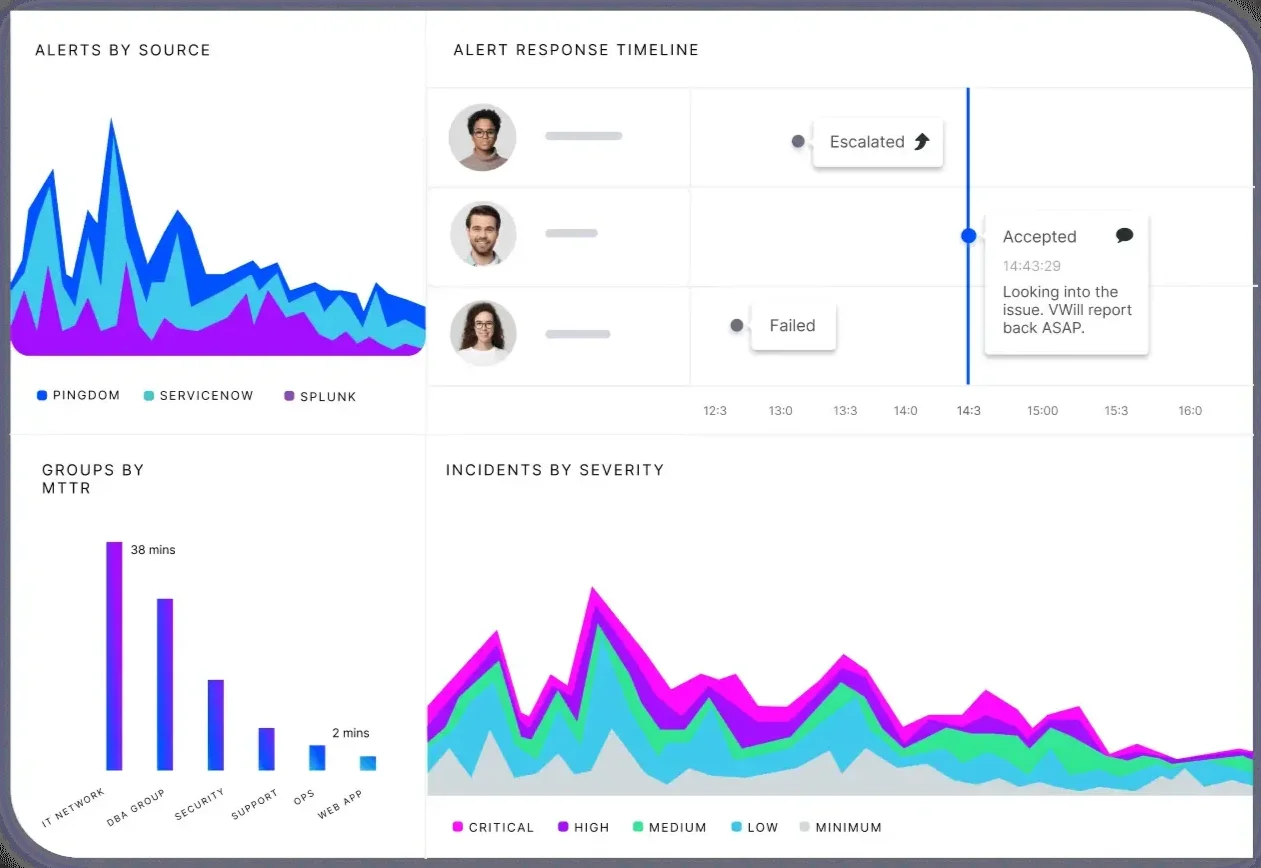 ALERTS BY SOURCE
PINGDOM SERVICENOW SPLUNK
ALERT RESPONSE TIMELINE
Escalated
Accepted
14:43:29
Looking into the
issue. VWill report
back ASAP.
Failed
12:3 13:0 13:3 14:0 14:3 15:00 15:3 16:0
GROUPS BY
MTTR
38 mins
2 mins
IT NETWORK DBA GROUP SECURITY SUPPORT OPS WEB APP
INCIDENTS BY SEVERITY
CRITICAL HIGH MEDIUM LOW MINIMUM